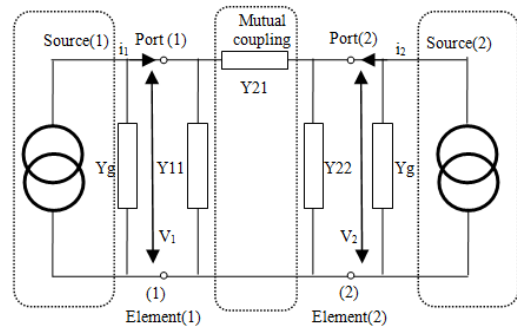 Mutual
coupling
Source(1)
i1
Port (1)
Port(2)
i2
Source(2)
Y21
Yg
Y11
Y22
Yg
V1
V2
(1)
(2)
Element(1)
Element(2)